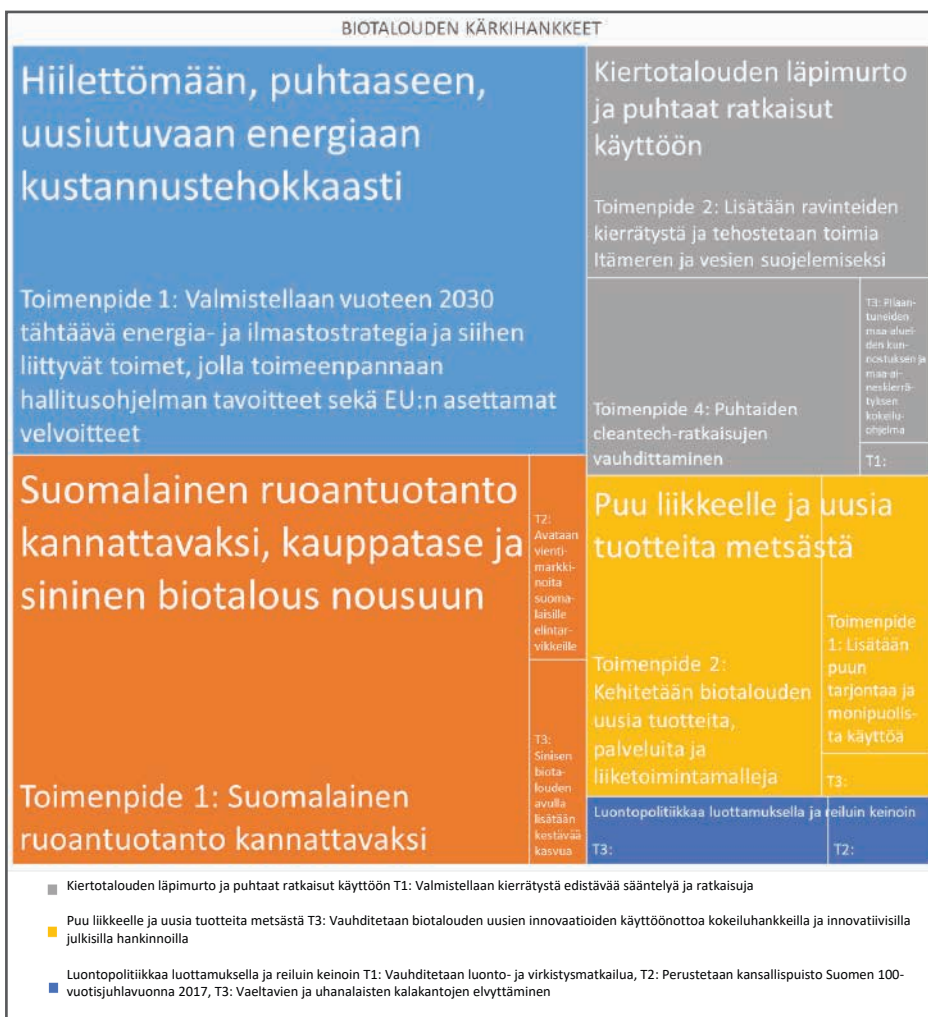 BIOTALOUDEN KÄRKIHANKKEET
Hiilettömään, puhtaaseen,
uusiutuvaan energiaan
kustannustehokkaasti
Toimenpide 1: Valmistellaan vuoteen 2030
tähtäävä energia- ja ilmastostrategia ja siihen
liittyvät toimet, jolla toimeenpannaan
hallitusohjelman tavoitteet sekä EU:n asettamat
velvoitteet
Kiertotalouden läpimurto
ja puhtaat ratkaisut
käyttöön
Toimenpide 2: Lisätään ravinteiden
kierrätystä ja tehostetaan toimia
Itämeren ja vesien suojelemiseksi
Toimenpide 4: Puhtaiden
cleantech-ratkaisujen
vauhdittaminen
T3: Pilaan-
tuneiden
maa-aluei-
den kun-
nostuksen ja
maa-ai-
neskierrä-
tyksen
kokeilu-
ohjelma
T1:
Suomalainen ruoantuotanto
kannattavaksi, kauppatase ja
sininen biotalous nousuun
Toimenpide 1: Suomalainen
ruoantuotanto kannattavaksi
T2:
Avataan
vienti-
markki-
noita
suoma-
laisille
elintar-
vikkeille
T3:
Sinisen
biota-
louden
avulla
lisätään
kestävää
kasvua
Puu liikkeelle ja uusia
tuotteita metsästä
Toimenpide 2:
Kehitetään biotalouden
uusia tuotteita,
palveluita ja
liiketoimintamalleja
Toimenpide
1: Lisätään
puun
tarjontaa ja
monipuolis-
ta käyttöä
T3:
Luontopolitiikkaa luottamuksella ja reiluin keinoin
T3:
T2:
Kiertotalouden läpimurto ja puhtaat ratkaisut käyttöön T1: Valmistellaan kierrätystä edistävää sääntelyä ja ratkaisuja
Puu liikkeelle ja uusia tuotteita metsästä T3: Vauhditetaan biotalouden uusien innovaatioiden käyttöönottoa kokeiluhankkeilla ja innovatiivisilla
julkisilla hankinnoilla
Luontopolitiikkaa luottamuksella ja reiluin keinoin T1: Vauhditetaan luonto- ja virkistysmatkailua, T2: Perustetaan kansallispuisto Suomen 100-
vuotisjuhlavuonna 2017, T3: Vaeltavien ja uhanalaisten kalakantojen elvyttäminen